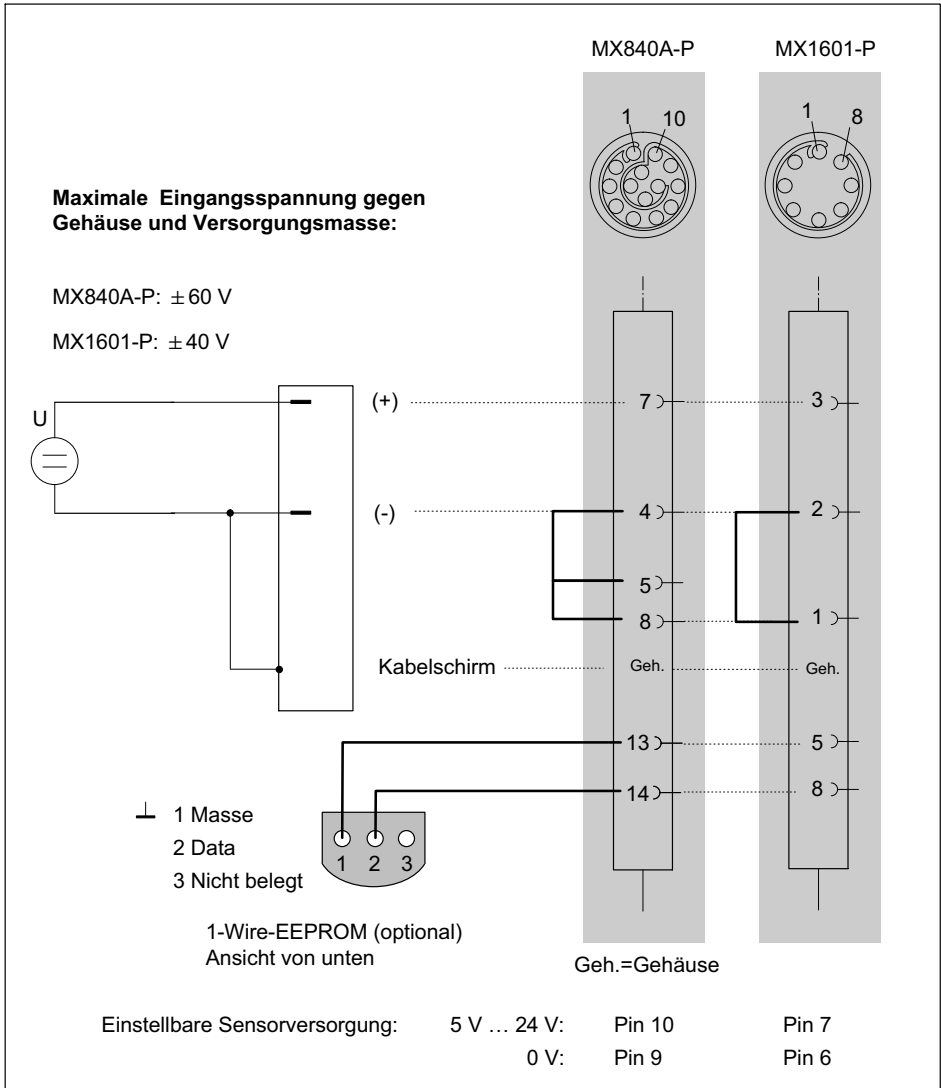 MX840A-P MX1601-P
1 10 1 8
Maximale Eingangsspannung gegen
Gehäuse und Versorgungsmasse:
MX840A-P: ±60 V
MX1601-P: ±40 V
U (+) 7 3
(-) 4 2
5
8 1
Kabelschirm Geh. Geh.
13 5
14 8
⊥ 1 Masse
2 Data
3 Nicht belegt
1 2 3
1-Wire-EEPROM (optional)
Ansicht von unten
Geh.=Gehäuse
Einstellbare Sensorversorgung: 5 V … 24 V: Pin 10 Pin 7
0 V: Pin 9 Pin 6